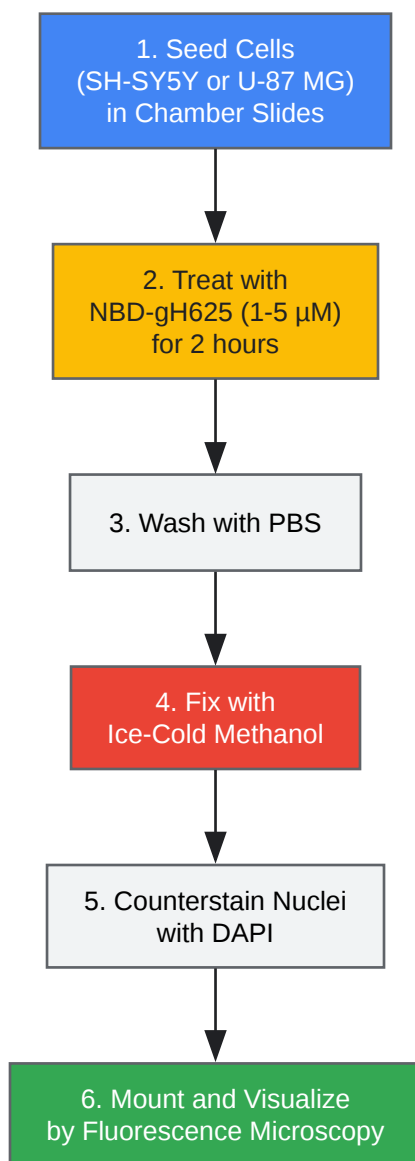 1. Seed Cells
(SH-SY5Y or U-87 MG)
in Chamber Slides
2. Treat with
NBD-gH625 (1-5 µM)
for 2 hours
3. Wash with PBS
4. Fix with
Ice-Cold Methanol
5. Counterstain Nuclei
with DAPI
6. Mount and Visualize
by Fluorescence Microscopy